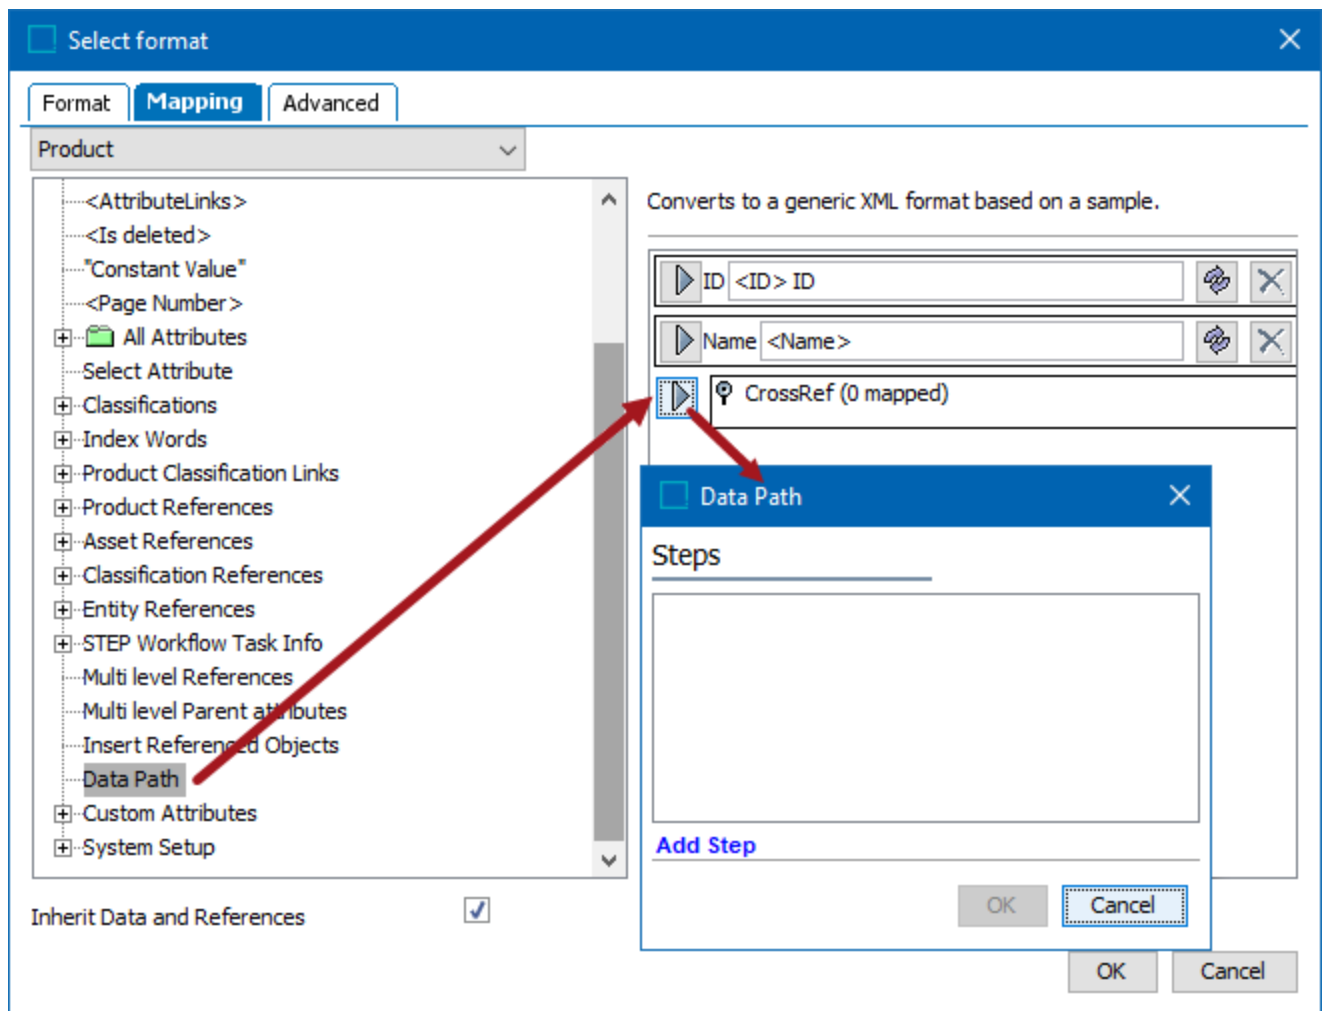 Select format
Format Mapping Advanced
Product
<AttributeLinks>
<Is deleted>
"Constant Value"
<Page Number>
All Attributes
Select Attribute
Classifications
Index Words
Product Classification Links
Product References
Asset References
Classification References
Entity References
STEP Workflow Task Info
Multi level References
Multi level Parent attributes
Insert Referenced Objects
Data Path
Custom Attributes
System Setup
Inherit Data and References
Converts to a generic XML format based on a sample.
ID <ID> ID
Name <Name>
CrossRef (0 mapped)
Data Path
Steps
Add Step
OK Cancel
OK Cancel